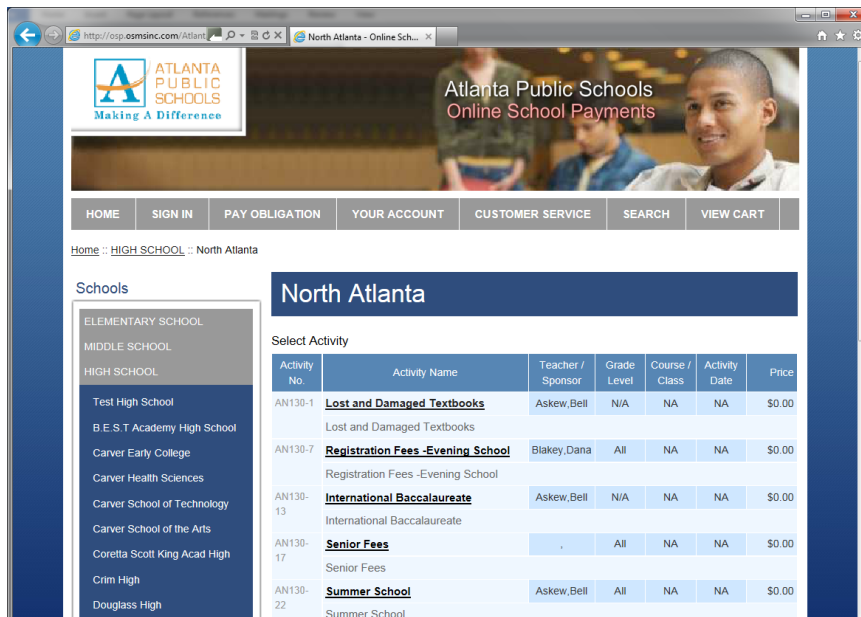 http://osp.osmsinc.com/Atlant
North Atlanta - Online Sch...
ATLANTA
PUBLIC
SCHOOLS
Making A Difference
Atlanta Public Schools
Online School Payments
HOME SIGN IN PAY OBLIGATION YOUR ACCOUNT CUSTOMER SERVICE SEARCH VIEW CART
Home :: HIGH SCHOOL :: North Atlanta
Schools
ELEMENTARY SCHOOL
MIDDLE SCHOOL
HIGH SCHOOL
Test High School
B.E.S.T Academy High School
Carver Early College
Carver Health Sciences
Carver School of Technology
Carver School of the Arts
Coretta Scott King Acad High
Crim High
Douglass High
North Atlanta
Select Activity
Activity No. Activity Name Teacher / Sponsor Grade Level Course / Class Activity Date Price
AN130-1 Lost and Damaged Textbooks Askew,Bell N/A NA NA $0.00
Lost and Damaged Textbooks
AN130-7 Registration Fees -Evening School Blakey,Dana All NA NA $0.00
Registration Fees -Evening School
AN130-13 International Baccalaureate Askew,Bell N/A NA NA $0.00
International Baccalaureate
AN130-17 Senior Fees , All NA NA $0.00
Senior Fees
AN130-22 Summer School Askew,Bell All NA NA $0.00
Summer School